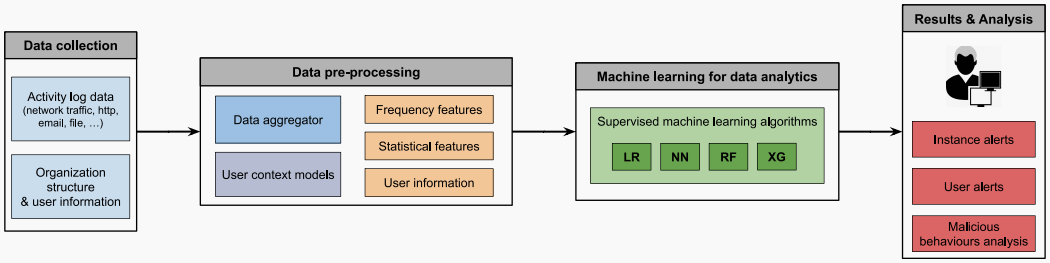 Data collection
Activity log data
(network traffic, http,
email, file, ...)
Organization
structure
& user information
Data pre-processing
Data aggregator
User context models
Frequency features
Statistical features
User information
Machine learning for data analytics
Supervised machine learning algorithms
LR
NN
RF
XG
Results & Analysis
Instance alerts
User alerts
Malicious
behaviours analysis